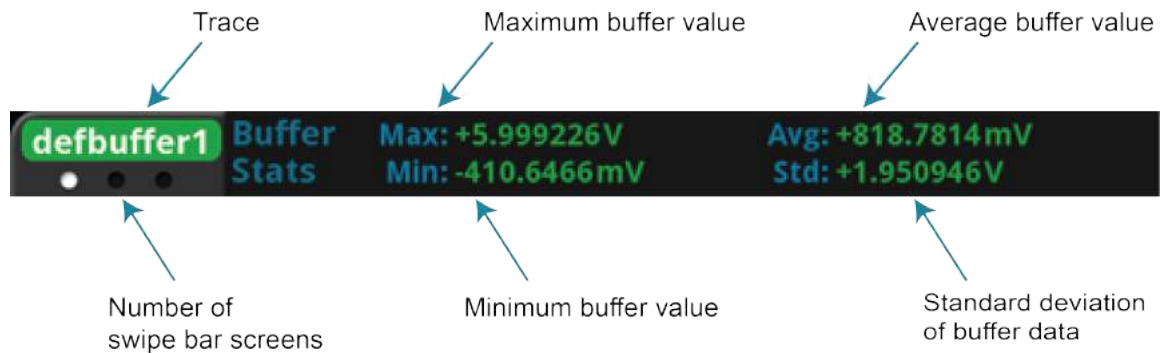 Trace
Maximum buffer value
Average buffer value
defbuffer1
Buffer Stats
Max: +5.999226V
Min: -410.6466mV
Avg: +818.7814mV
Std: +1.950946V
Number of
swipe bar screens
Minimum buffer value
Standard deviation
of buffer data